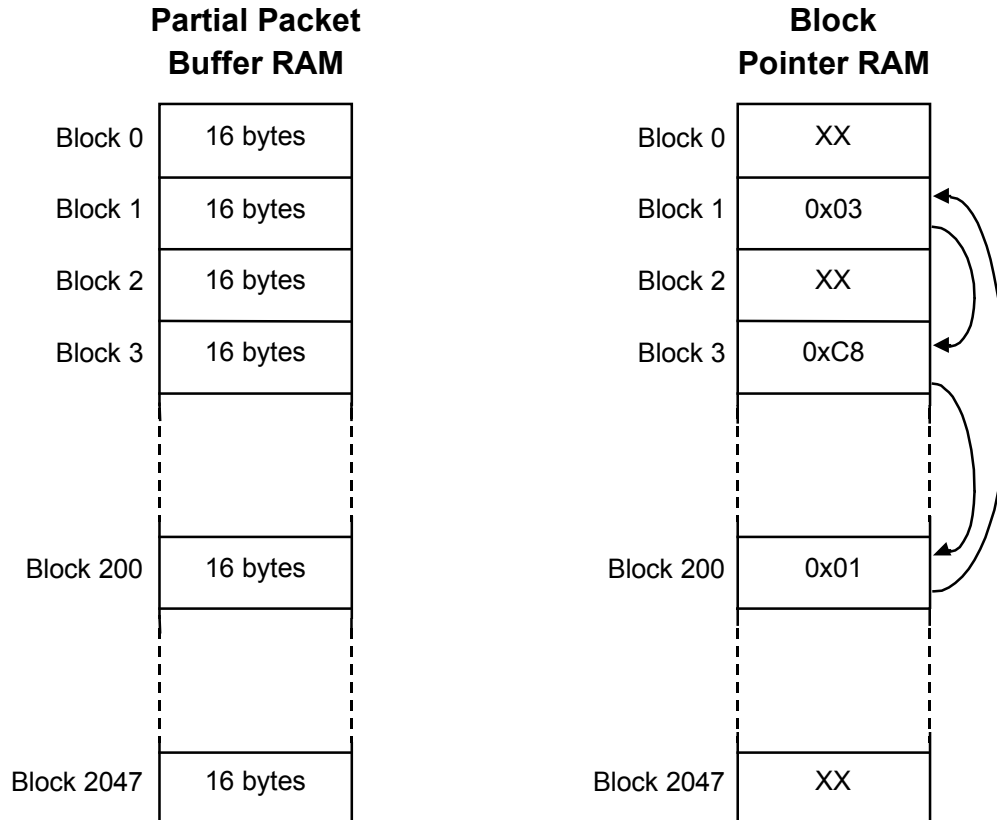 Partial Packet
Buffer RAM
Block 0 16 bytes
Block 1 16 bytes
Block 2 16 bytes
Block 3 16 bytes
Block 200 16 bytes
Block 2047 16 bytes
Block
Pointer RAM
Block 0 XX
Block 1 0x03
Block 2 XX
Block 3 0xC8
Block 200 0x01
Block 2047 XX